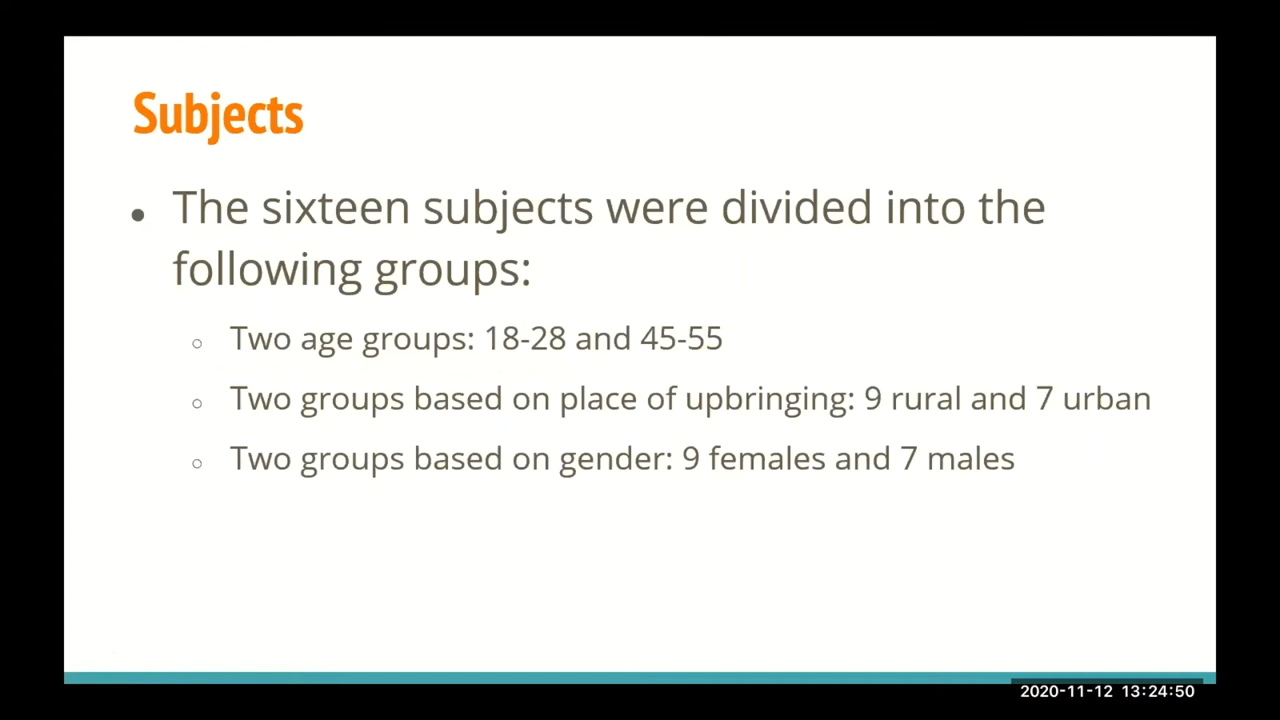 Subjects
• The sixteen subjects were divided into the
following groups:
○ Two age groups: 18-28 and 45-55
○ Two groups based on place of upbringing: 9 rural and 7 urban
○ Two groups based on gender: 9 females and 7 males
2020-11-12 13:24:50